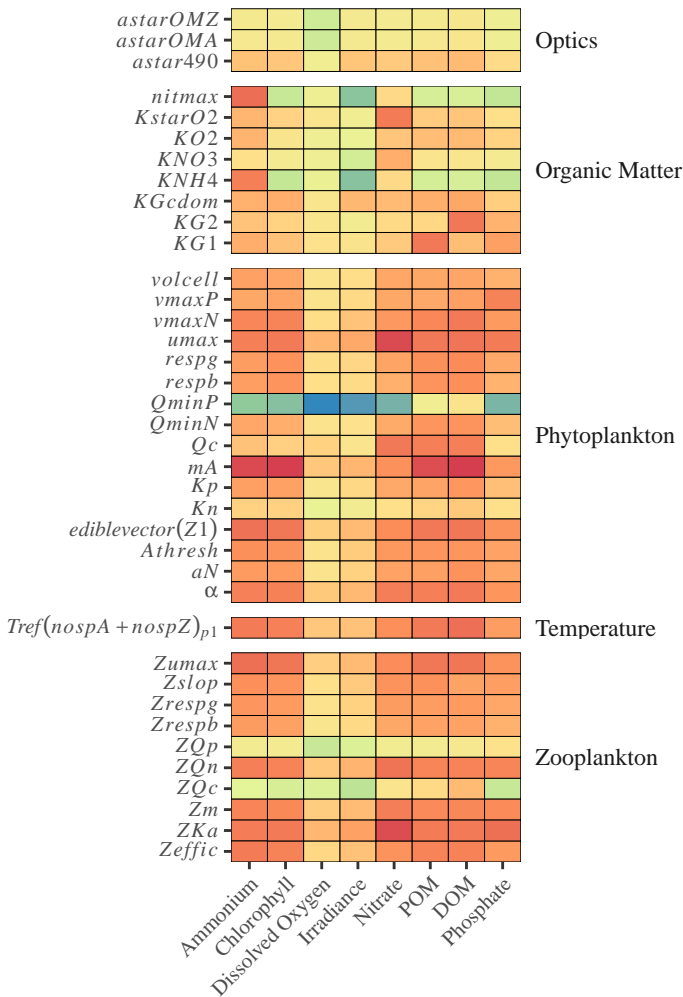 astarOMZ
astarOMA
astar490
Optics
nitmax
KstarO2
KO2
KNO3
KNH4
KGcdom
KG2
KG1
Organic Matter
volcell
vmaxP
vmaxN
umax
respg
respb
QminP
QminN
Qc
mA
Kp
Kn
ediblevector(Z1)
Athresh
aN
α
Phytoplankton
Tref(nospA + nospZ)p1
Temperature
Zumax
Zslop
Zrespg
Zrespb
ZQp
ZQn
ZQc
Zm
ZKa
Zeffic
Zooplankton
Ammonium
Chlorophyll
Dissolved Oxygen
Irradiance
Nitrate
POM
DOM
Phosphate